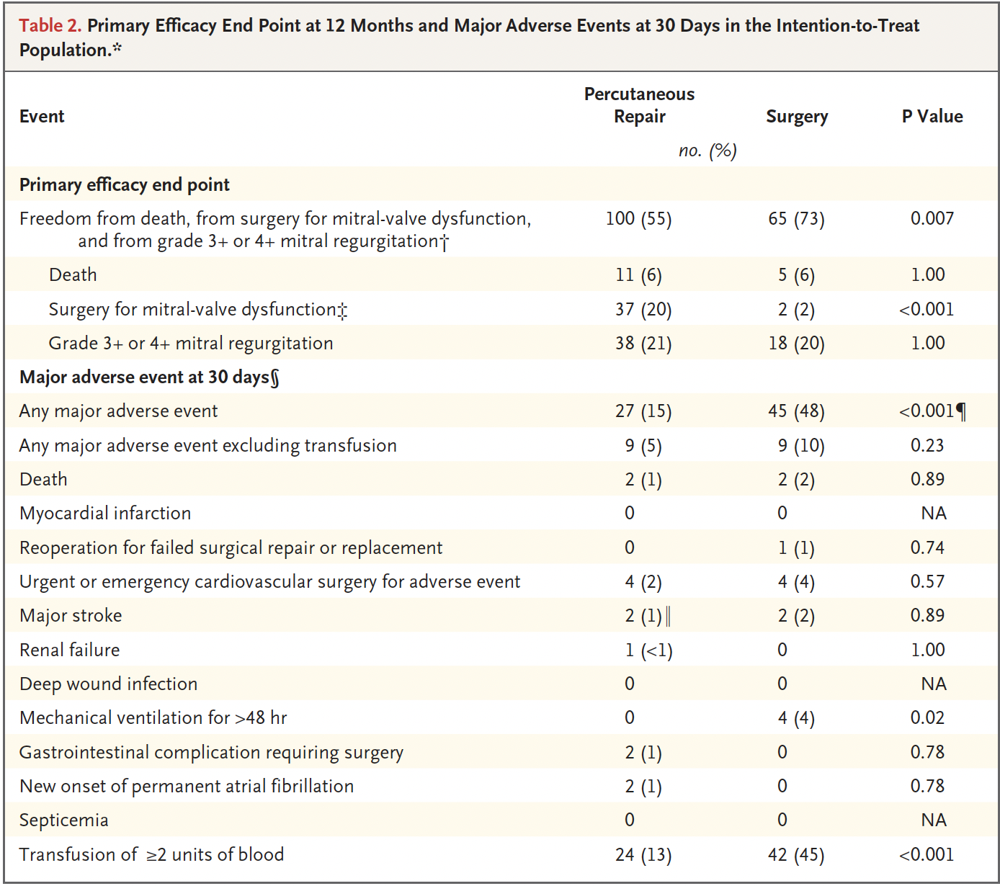 Table 2. Primary Efficacy End Point at 12 Months and Major Adverse Events at 30 Days in the Intention-to-Treat
Population.*
Event Percutaneous Repair Surgery P Value
no. (%)
Primary efficacy end point
Freedom from death, from surgery for mitral-valve dysfunction, 100 (55) 65 (73) 0.007
and from grade 3+ or 4+ mitral regurgitation†
Death 11 (6) 5 (6) 1.00
Surgery for mitral-valve dysfunction‡ 37 (20) 2 (2) <0.001
Grade 3+ or 4+ mitral regurgitation 38 (21) 18 (20) 1.00
Major adverse event at 30 days§
Any major adverse event 27 (15) 45 (48) <0.001¶
Any major adverse event excluding transfusion 9 (5) 9 (10) 0.23
Death 2 (1) 2 (2) 0.89
Myocardial infarction 0 0 NA
Reoperation for failed surgical repair or replacement 0 1 (1) 0.74
Urgent or emergency cardiovascular surgery for adverse event 4 (2) 4 (4) 0.57
Major stroke 2 (1)‖ 2 (2) 0.89
Renal failure 1 (<1) 0 1.00
Deep wound infection 0 0 NA
Mechanical ventilation for >48 hr 0 4 (4) 0.02
Gastrointestinal complication requiring surgery 2 (1) 0 0.78
New onset of permanent atrial fibrillation 2 (1) 0 0.78
Septicemia 0 0 NA
Transfusion of ≥2 units of blood 24 (13) 42 (45) <0.001